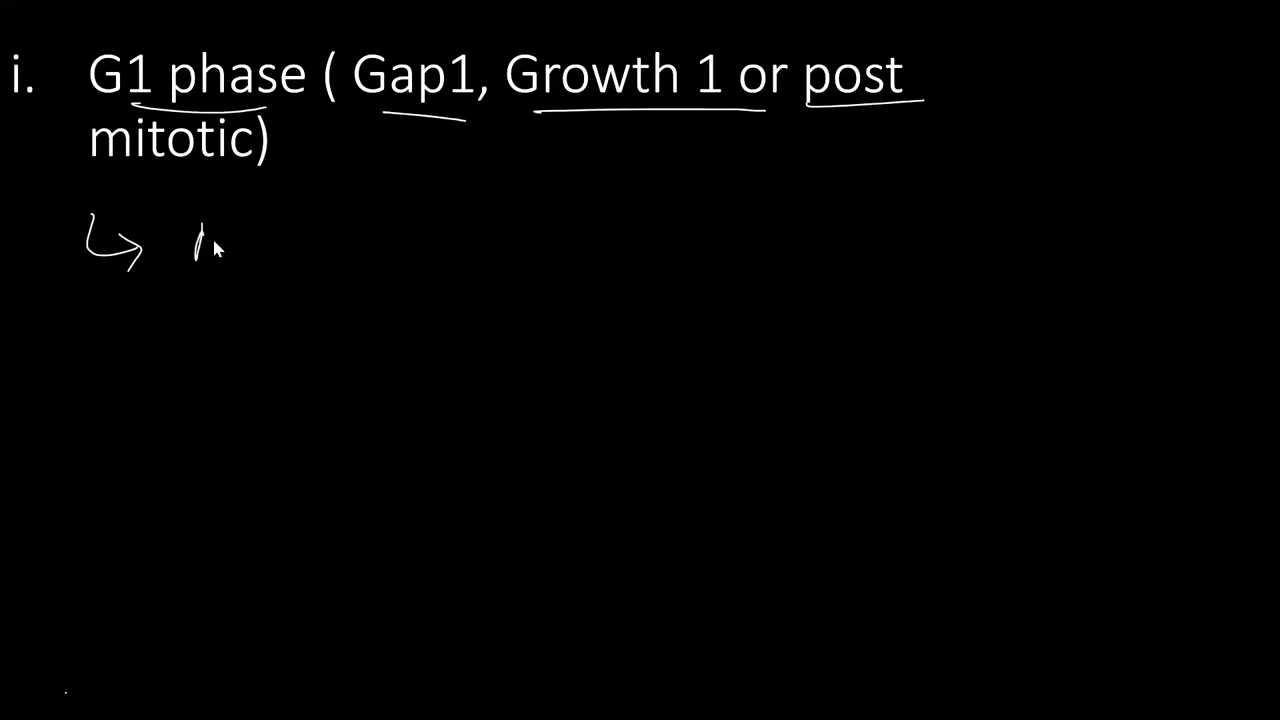 i. G1 phase ( Gap1, Growth 1 or post
mitotic)